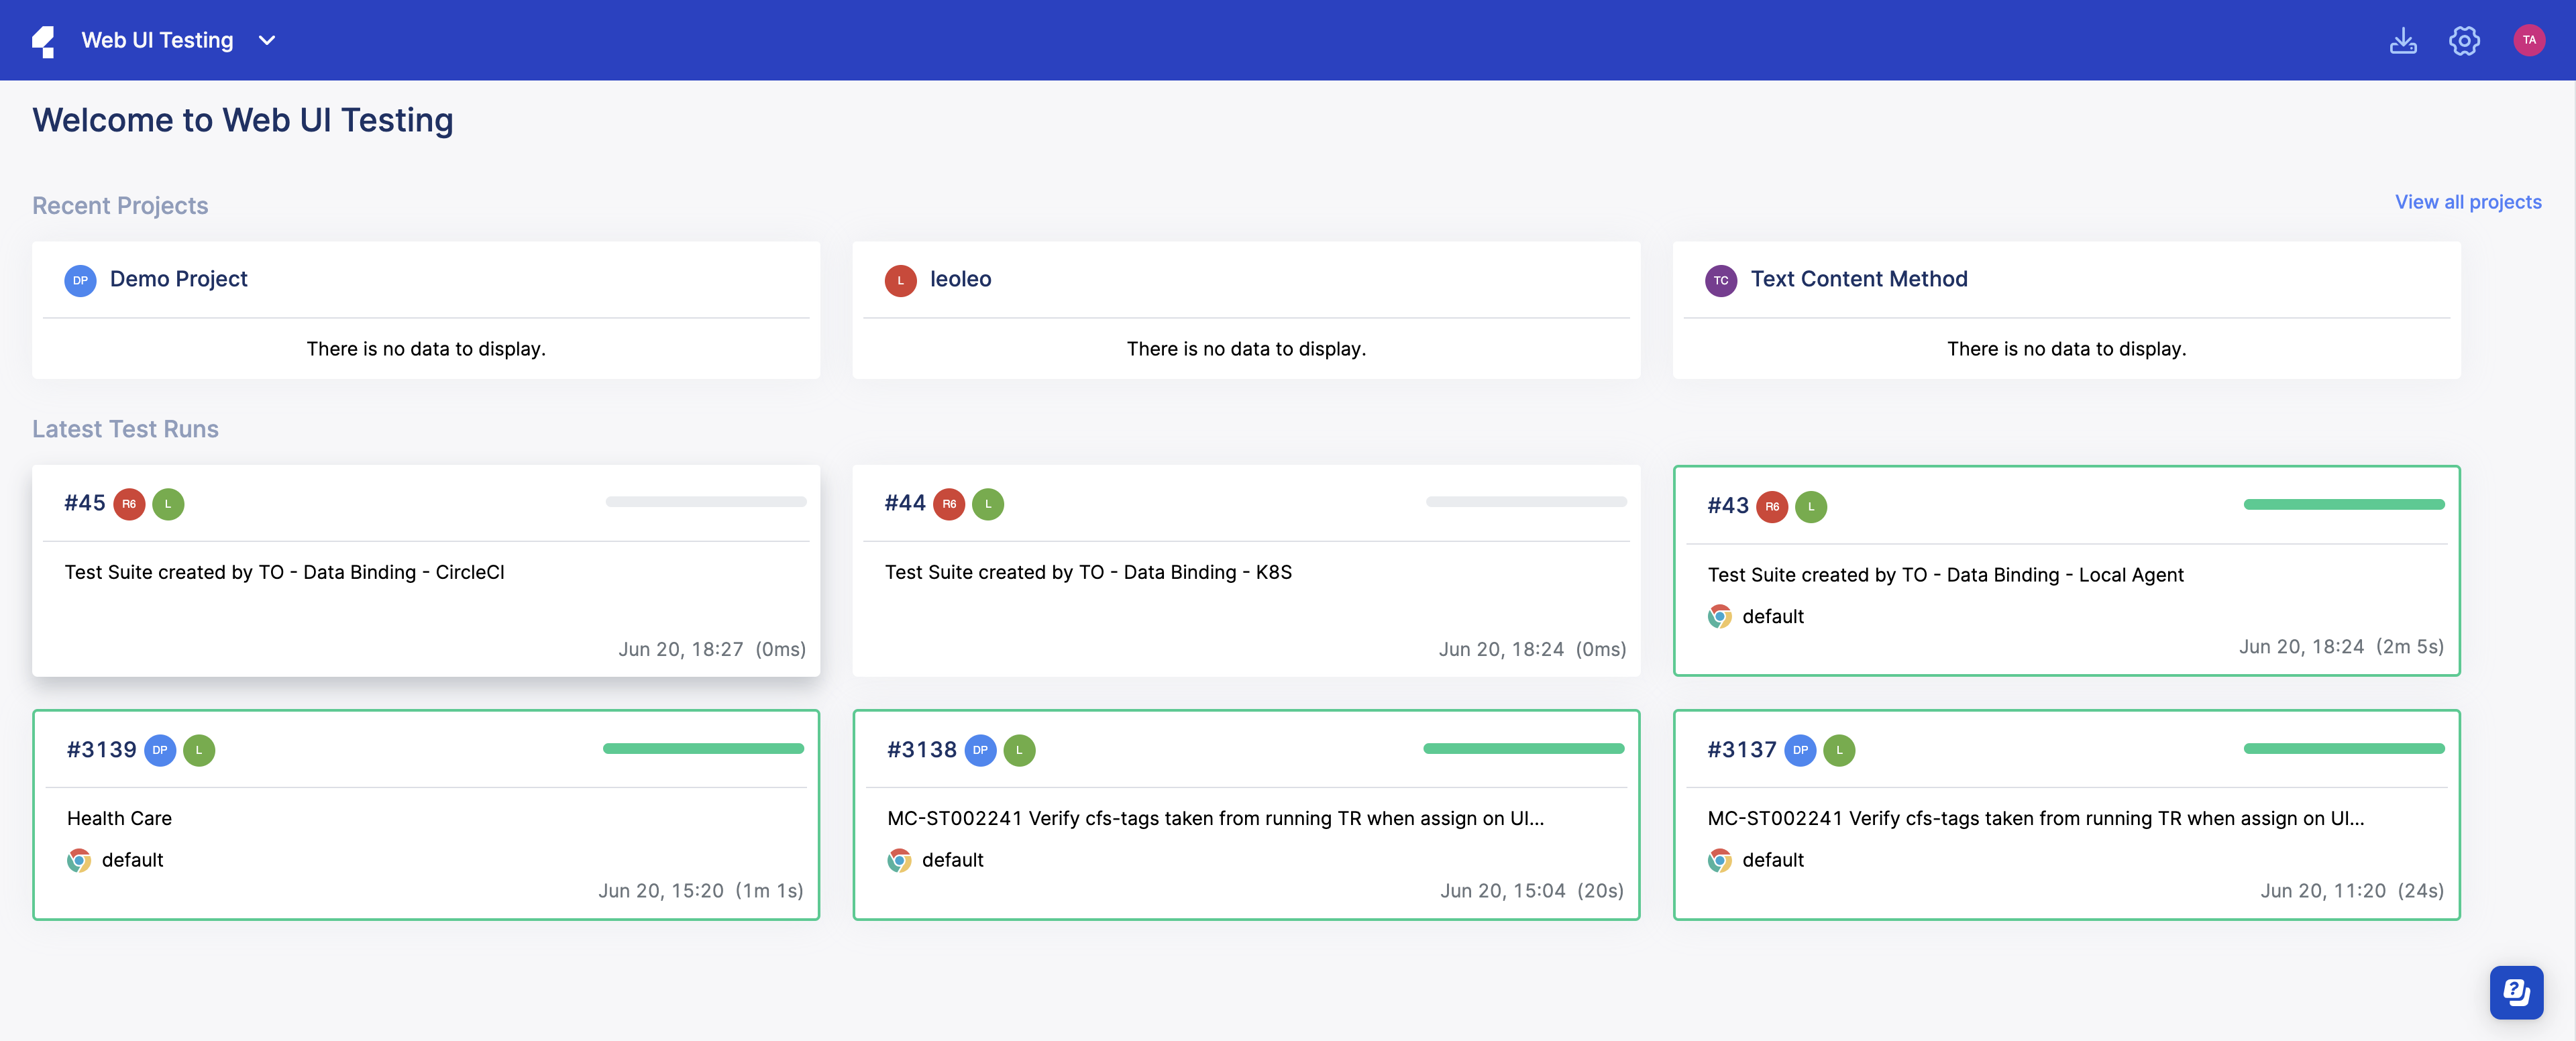 Web UI Testing
TA
Welcome to Web UI Testing
Recent Projects
View all projects
DP Demo Project
There is no data to display.
L leoleo
There is no data to display.
TC Text Content Method
There is no data to display.
Latest Test Runs
#45 R6 L
Test Suite created by TO - Data Binding - CircleCI
Jun 20, 18:27 (0ms)
#44 R6 L
Test Suite created by TO - Data Binding - K8S
Jun 20, 18:24 (0ms)
#43 R6 L
Test Suite created by TO - Data Binding - Local Agent
default
Jun 20, 18:24 (2m 5s)
#3139 DP L
Health Care
default
Jun 20, 15:20 (1m 1s)
#3138 DP L
MC-ST002241 Verify cfs-tags taken from running TR when assign on UI...
default
Jun 20, 15:04 (20s)
#3137 DP L
MC-ST002241 Verify cfs-tags taken from running TR when assign on UI...
default
Jun 20, 11:20 (24s)
?